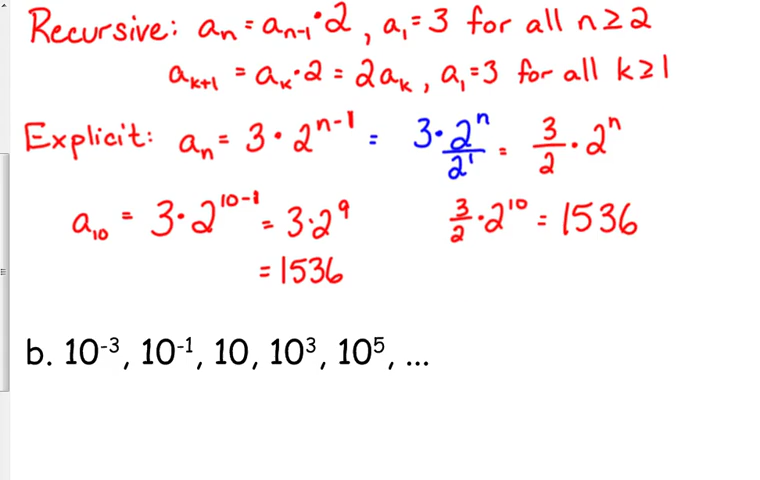 Recursive: aₙ = aₙ₋₁ · 2 , a₁ = 3 for all n ≥ 2
aₖ₊₁ = aₖ · 2 = 2aₖ , a₁ = 3 for all k ≥ 1
Explicit: aₙ = 3 · 2ⁿ⁻¹ = 3 · 2ⁿ/2¹ = 3/2 · 2ⁿ
a₁₀ = 3 · 2¹⁰⁻¹ = 3 · 2⁹ 3/2 · 2¹⁰ = 1536
= 1536
b. 10⁻³, 10⁻¹, 10, 10³, 10⁵, ...